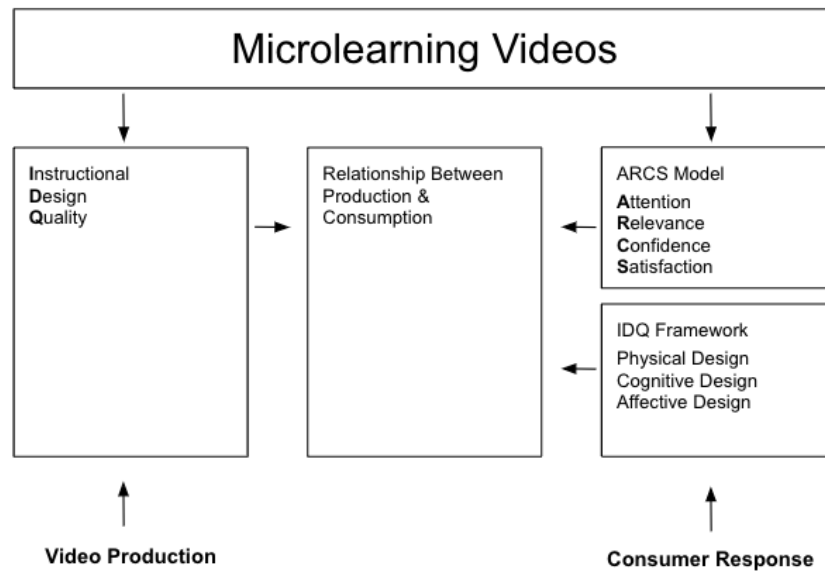 Microlearning Videos
Instructional
Design
Quality
Relationship Between
Production &
Consumption
ARCS Model
Attention
Relevance
Confidence
Satisfaction
IDQ Framework
Physical Design
Cognitive Design
Affective Design
Video Production
Consumer Response